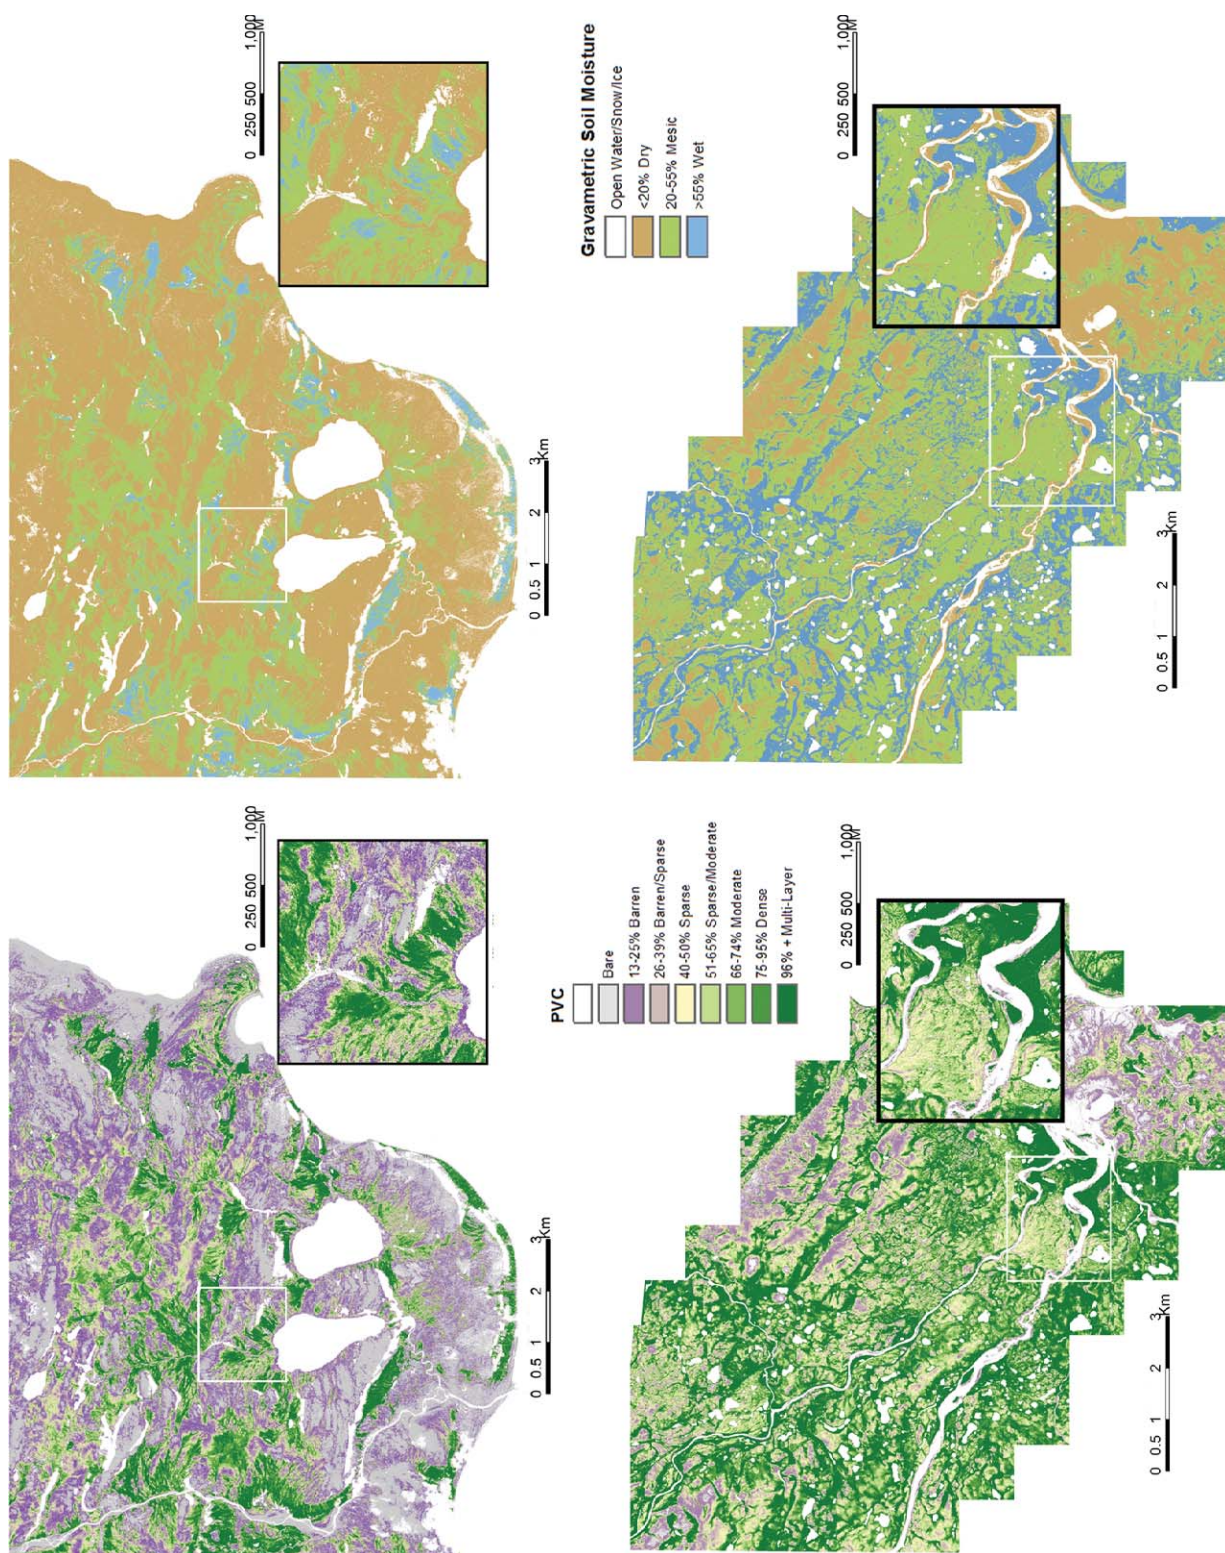 0 250 500 1,000
M
0 0.5 1 2 3
Km
Gravametric Soil Moisture
Open Water/Snow/Ice
<20% Dry
20-55% Mesic
>55% Wet
0 250 500 1,000
M
0 0.5 1 2 3
Km
0 250 500 1,000
M
0 0.5 1 2 3
Km
PVC
Bare
13-25% Barren
26-39% Barren/Sparse
40-50% Sparse
51-65% Sparse/Moderate
66-74% Moderate
75-95% Dense
96% + Multi-Layer
0 250 500 1,000
M
0 0.5 1 2 3
Km